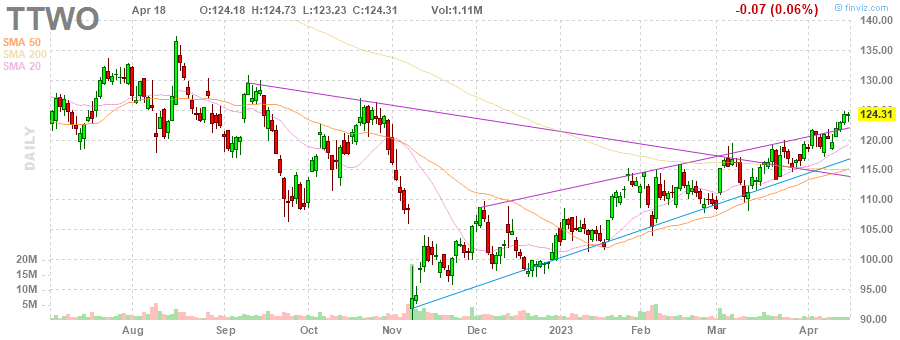 TTWO
Apr 18 O:124.18 H:124.73 L:123.23 C:124.31 Vol:1.11M -0.07 (0.06%)
© finviz.com
SMA 50
SMA 200
SMA 20
DAILY
140.00
135.00
130.00
124.31
120.00
115.00
110.00
105.00
100.00
95.00
90.00
20M
15M
10M
5M
Aug Sep Oct Nov Dec 2023 Feb Mar Apr